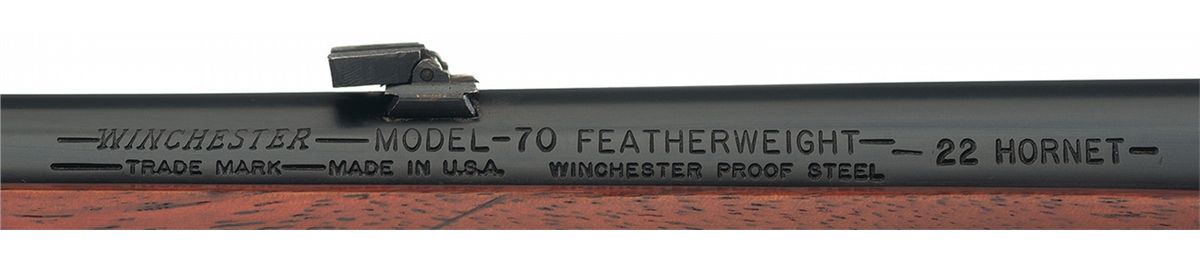 —WINCHESTER—MODEL-70 FEATHERWEIGHT— - 22 HORNET-
—TRADE MARK—MADE IN U.S.A. WINCHESTER PROOF STEEL